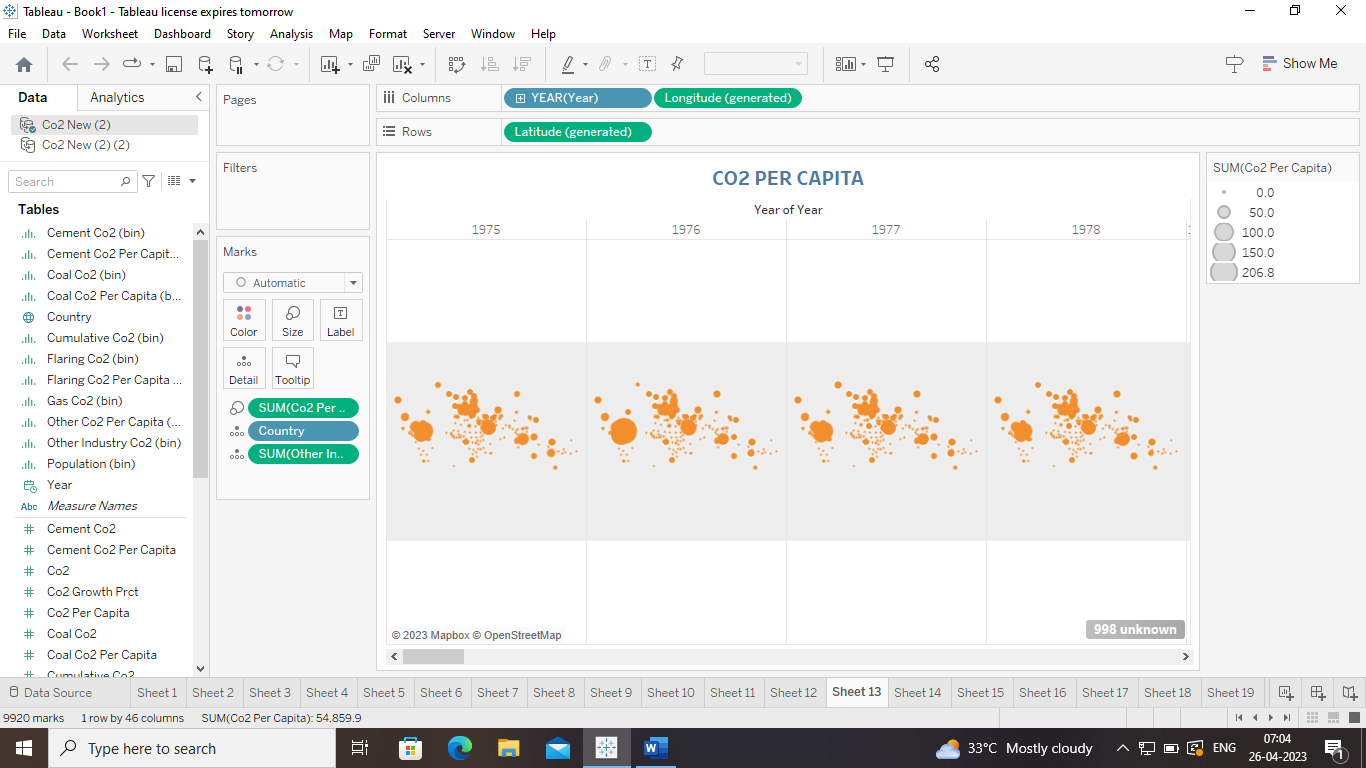 Tableau - Book1 - Tableau license expires tomorrow
File Data Worksheet Dashboard Story Analysis Map Format Server Window Help
Show Me
Data Analytics
Co2 New (2)
Co2 New (2) (2)
Search
Tables
Cement Co2 (bin)
Cement Co2 Per Capit...
Coal Co2 (bin)
Coal Co2 Per Capita (b...
Country
Cumulative Co2 (bin)
Flaring Co2 (bin)
Flaring Co2 Per Capita ...
Gas Co2 (bin)
Other Co2 Per Capita (...
Other Industry Co2 (bin)
Population (bin)
Year
Abc Measure Names
Cement Co2
Cement Co2 Per Capita
Co2
Co2 Growth Prct
Co2 Per Capita
Coal Co2
Coal Co2 Per Capita
Cumulative Co2
Pages
Filters
Marks
Automatic
Color Size Label
Detail Tooltip
SUM(Co2 Per ..
Country
SUM(Other In..
Columns YEAR(Year) Longitude (generated)
Rows Latitude (generated)
CO2 PER CAPITA
Year of Year
1975 1976 1977 1978
© 2023 Mapbox © OpenStreetMap
998 unknown
SUM(Co2 Per Capita)
0.0
50.0
100.0
150.0
206.8
Data Source Sheet 1 Sheet 2 Sheet 3 Sheet 4 Sheet 5 Sheet 6 Sheet 7 Sheet 8 Sheet 9 Sheet 10 Sheet 11 Sheet 12 Sheet 13 Sheet 14 Sheet 15 Sheet 16 Sheet 17 Sheet 18 Sheet 19
9920 marks 1 row by 46 columns SUM(Co2 Per Capita): 54,859.9
Type here to search
33°C Mostly cloudy
ENG
07:04
26-04-2023
1